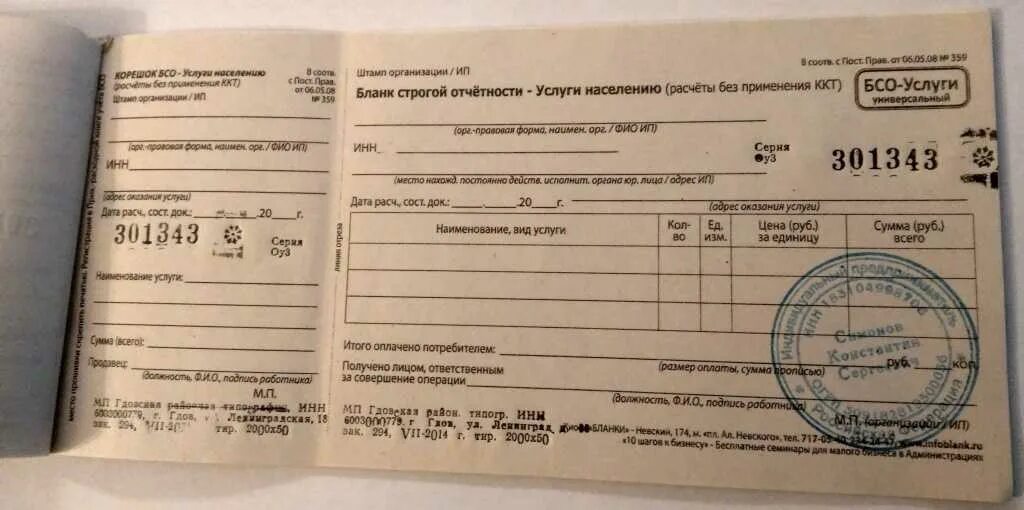 КОРЕШОК БСО - Услуги населению
(расчёты без применения ККТ)
Штамп организации / ИП
В соотв.
с Пост. Прав.
от 06.05.08
№ 359
(орг.-правовая форма, наимен. орг. / ФИО ИП)
ИНН
(адрес оказания услуги)
Дата расч., сост. док.: 20 г.
301343
Серия
Оу3
Наименование услуги:
Сумма (всего):
Продавец:
(должность, Ф.И.О., подпись работника)
М.П.
МП Гдовская районная типография, ИНН
6003000779, г. Гдов, Ленинградская, 18
зак. 294, VII-20 тир. 2000х50
линия отреза
Штамп организации / ИП
В соотв. с Пост. Прав. от 06.05.08 № 359
Бланк строгой отчётности - Услуги населению (расчёты без применения ККТ)
БСО-Услуги
универсальный
(орг.-правовая форма, наимен. орг. / ФИО ИП)
ИНН
Серия
Оу3
301343
(место нахожд. постоянно действ. исполнит. органа юр. лица / адрес ИП)
Дата расч., сост. док.: 20 г.
(адрес оказания услуги)
Наименование, вид услуги
Кол-
во
Ед.
изм.
Цена (руб.)
за единицу
Сумма (руб.)
всего
Итого оплачено потребителем:
руб. коп.
(размер оплаты, сумма прописью)
Получено лицом, ответственным
за совершение операции
(должность, Ф.И.О., подпись работника)
М.П. (организации / ИП)
МП Гдовская район. типогр. ИНН
6003000779, г. Гдов, ул. Ленинград
зак. 294, VII-2014 г. тир. 2000х50
БЛАНКИ» - Невский, 174, м. «пл. Ал. Невского», тел. 717- www.infoblank.ru
«10 шагов к бизнесу» - Бесплатные семинары для малого бизнеса в Администрациях
Индивидуальный предприниматель
Симонов
Константин
Сергеевич